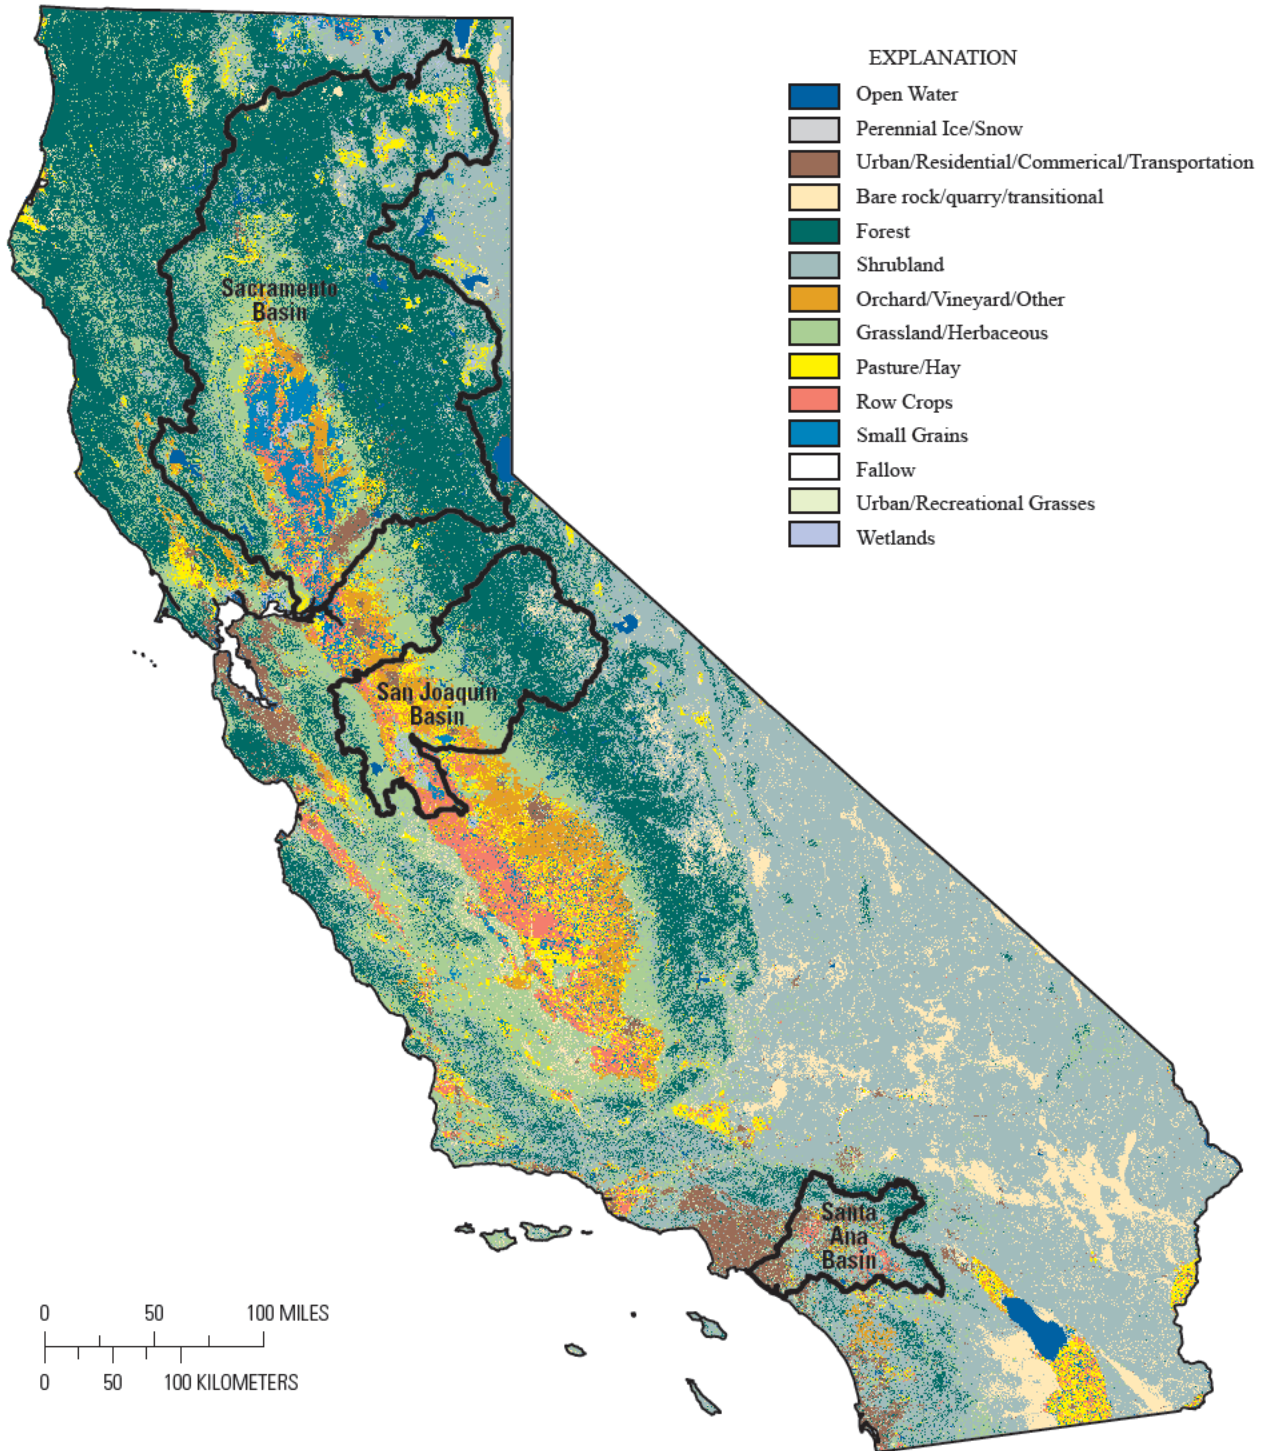 EXPLANATION
Open Water
Perennial Ice/Snow
Urban/Residential/Commerical/Transportation
Bare rock/quarry/transitional
Forest
Shrubland
Orchard/Vineyard/Other
Grassland/Herbaceous
Pasture/Hay
Row Crops
Small Grains
Fallow
Urban/Recreational Grasses
Wetlands
Sacramento
Basin
San Joaquin
Basin
Santa
Ana
Basin
0 50 100 MILES
0 50 100 KILOMETERS